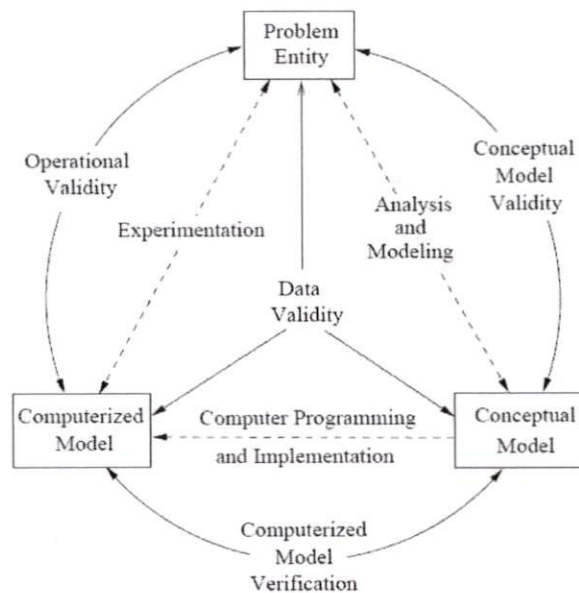 Problem
Entity
Operational
Validity
Conceptual
Model
Validity
Experimentation
Analysis
and
Modeling
Data
Validity
Computerized
Model
Computer Programming
and Implementation
Conceptual
Model
Computerized
Model
Verification